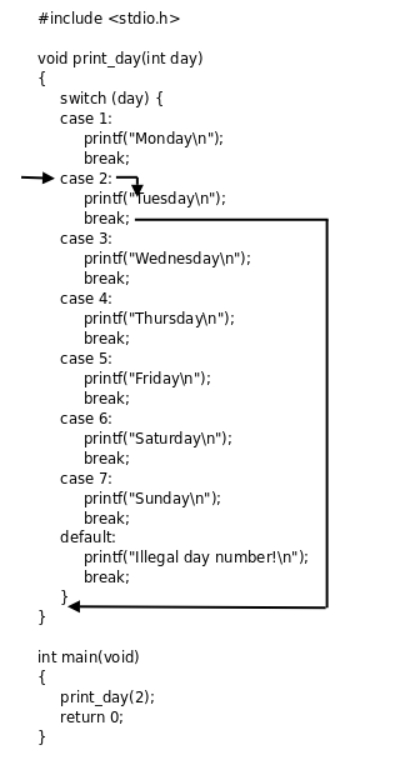 #include <stdio.h>
void print_day(int day)
{
switch (day) {
case 1:
printf("Monday\n");
break;
case 2:
printf("Tuesday\n");
break;
case 3:
printf("Wednesday\n");
break;
case 4:
printf("Thursday\n");
break;
case 5:
printf("Friday\n");
break;
case 6:
printf("Saturday\n");
break;
case 7:
printf("Sunday\n");
break;
default:
printf("Illegal day number!\n");
break;
}
}
int main(void)
{
print_day(2);
return 0;
}